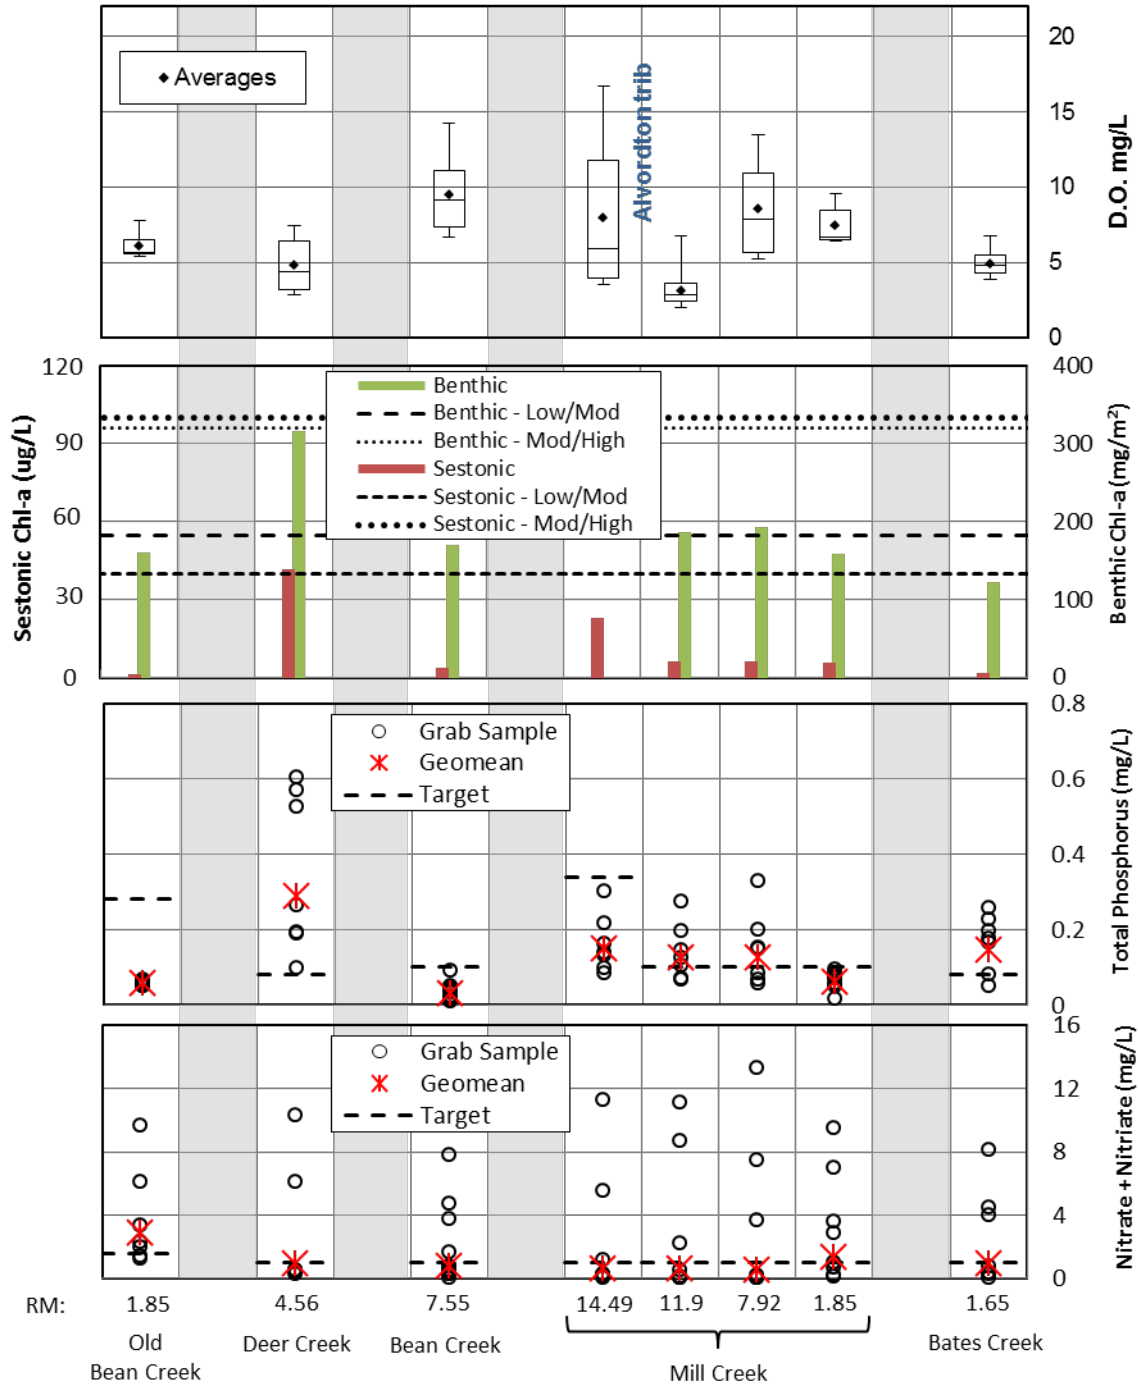 Averages
Alvordton trib
20
15
10
5
0
D.O. mg/L
120
90
60
30
0
Sestonic Chl-a (ug/L)
Benthic
Benthic - Low/Mod
Benthic - Mod/High
Sestonic
Sestonic - Low/Mod
Sestonic - Mod/High
400
300
200
100
0
Benthic Chl-a (mg/m²)
Grab Sample
Geomean
Target
0.8
0.6
0.4
0.2
0
Total Phosphorus (mg/L)
Grab Sample
Geomean
Target
16
12
8
4
0
Nitrate + Nitriate (mg/L)
RM: 1.85 4.56 7.55 14.49 11.9 7.92 1.85 1.65
Old Bean Creek
Deer Creek
Bean Creek
Mill Creek
Bates Creek